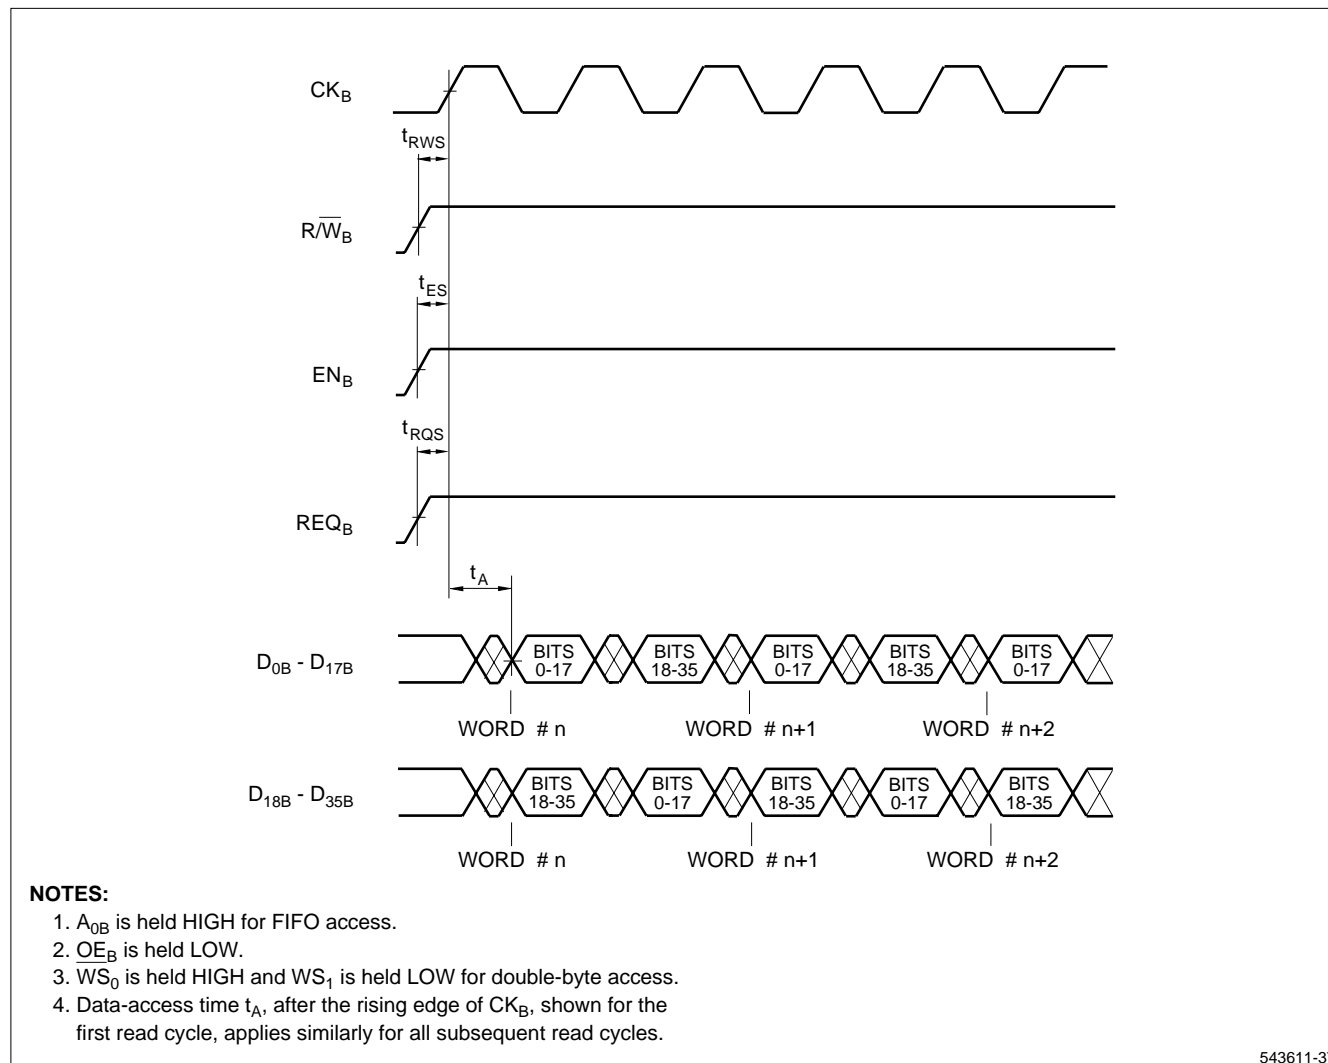 CKB
tRWS
R/W̅B
tES
ENB
tRQS
REQB
tA
D0B - D17B
BITS 0-17 BITS 18-35 BITS 0-17 BITS 18-35 BITS 0-17
WORD # n WORD # n+1 WORD # n+2
D18B - D35B
BITS 18-35 BITS 0-17 BITS 18-35 BITS 0-17 BITS 18-35
WORD # n WORD # n+1 WORD # n+2
NOTES:
1. A0B is held HIGH for FIFO access.
2. OEB is held LOW.
3. W̅S̅0 is held HIGH and WS1 is held LOW for double-byte access.
4. Data-access time tA, after the rising edge of CKB, shown for the
first read cycle, applies similarly for all subsequent read cycles.